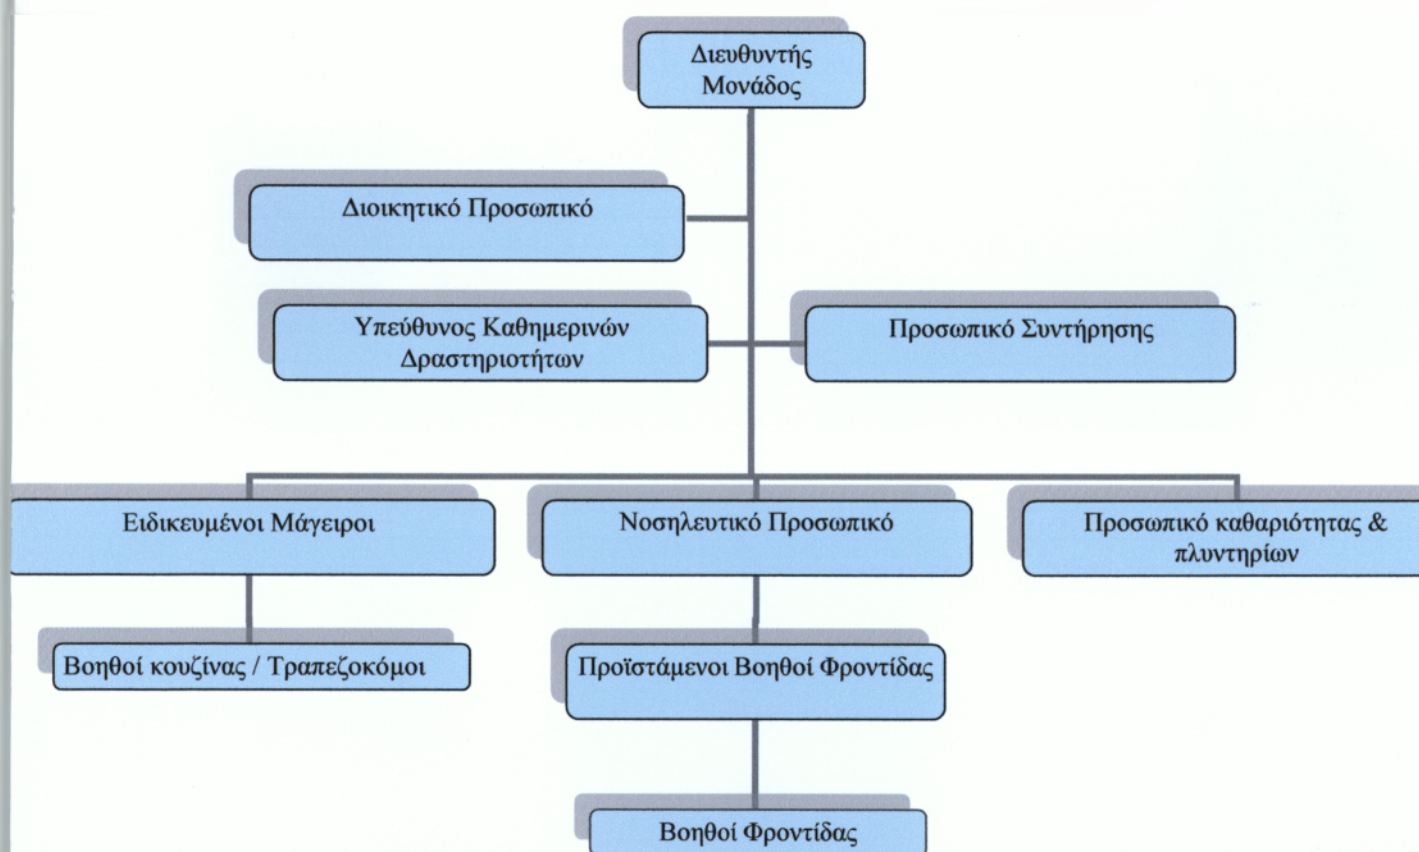 Διευθυντής
Μονάδος
Διοικητικό Προσωπικό
Υπεύθυνος Καθημερινών
Δραστηριοτήτων
Προσωπικό Συντήρησης
Ειδικευμένοι Μάγειροι
Νοσηλευτικό Προσωπικό
Προσωπικό καθαριότητας &
πλυντηρίων
Βοηθοί κουζίνας / Τραπεζοκόμοι
Προϊστάμενοι Βοηθοί Φροντίδας
Βοηθοί Φροντίδας